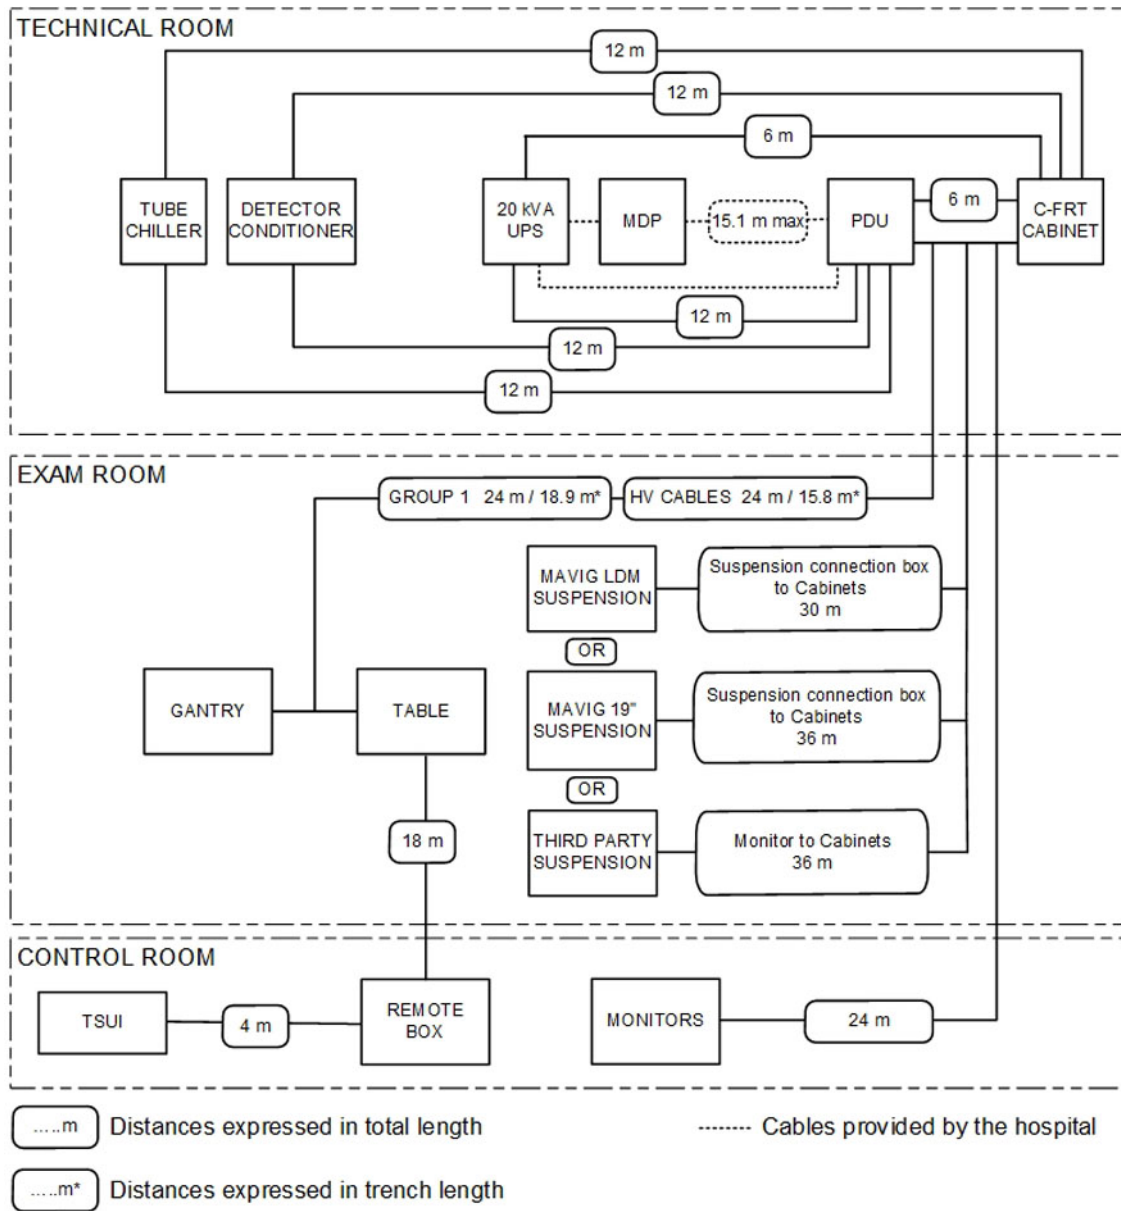 TECHNICAL ROOM
12 m
12 m
6 m
TUBE
CHILLER
DETECTOR
CONDITIONER
20 kVA
UPS
MDP
15.1 m max
PDU
6 m
C-FRT
CABINET
12 m
12 m
12 m
EXAM ROOM
GROUP 1 24 m / 18.9 m*
HV CABLES 24 m / 15.8 m*
MAVIG LDM
SUSPENSION
Suspension connection box
to Cabinets
30 m
OR
GANTRY
TABLE
MAVIG 19"
SUSPENSION
Suspension connection box
to Cabinets
36 m
OR
18 m
THIRD PARTY
SUSPENSION
Monitor to Cabinets
36 m
CONTROL ROOM
TSUI
4 m
REMOTE
BOX
MONITORS
24 m
.....m
Distances expressed in total length
Cables provided by the hospital
.....m*
Distances expressed in trench length